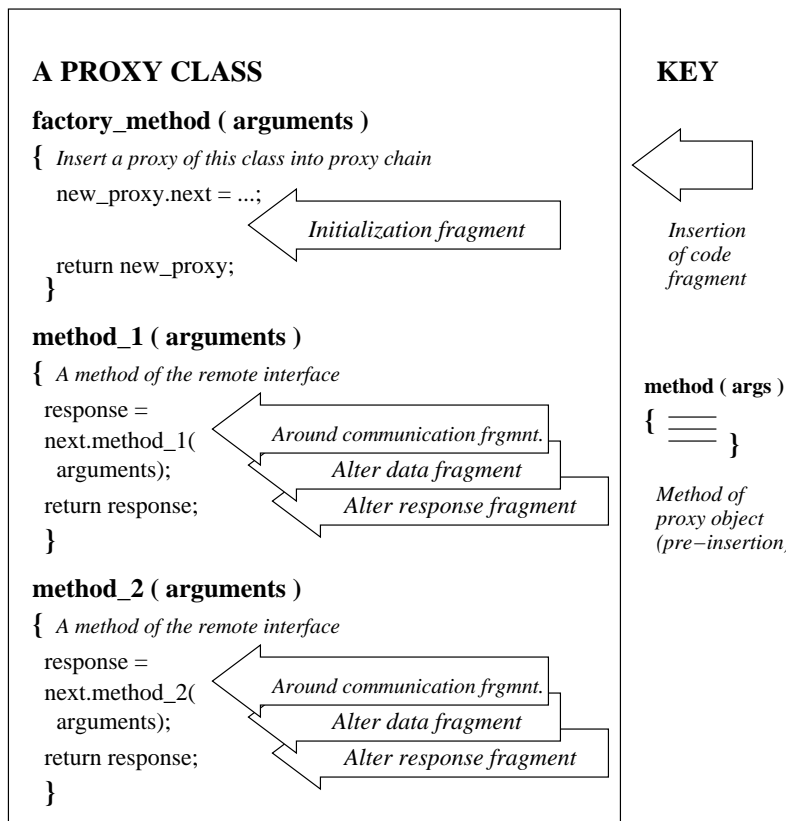 A PROXY CLASS
factory_method ( arguments )
{ Insert a proxy of this class into proxy chain
new_proxy.next = ...;
Initialization fragment
return new_proxy;
}
method_1 ( arguments )
{ A method of the remote interface
response =
next.method_1(
arguments);
return response;
}
Around communication frgmnt.
Alter data fragment
Alter response fragment
method_2 ( arguments )
{ A method of the remote interface
response =
next.method_2(
arguments);
return response;
}
Around communication frgmnt.
Alter data fragment
Alter response fragment
KEY
Insertion
of code
fragment
method ( args )
{
}
Method of
proxy object
(pre−insertion)